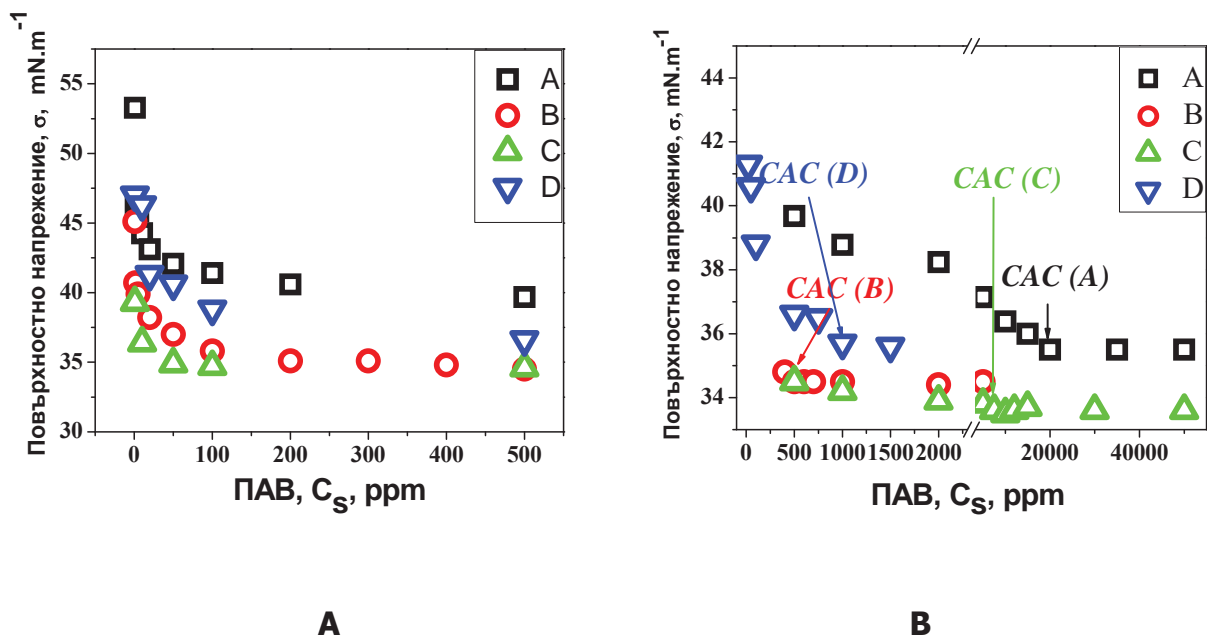 Повърхностно напрежение, σ, mN.m⁻¹
55
50
45
40
35
30
0 100 200 300 400 500
ПАВ, Cₛ, ppm
A
B
C
D
Повърхностно напрежение, σ, mN.m⁻¹
44
42
40
38
36
34
0 500 1000 1500 2000 20000 40000
ПАВ, Cₛ, ppm
A
B
C
D
CAC (D)
CAC (C)
CAC (B)
CAC (A)
A
B